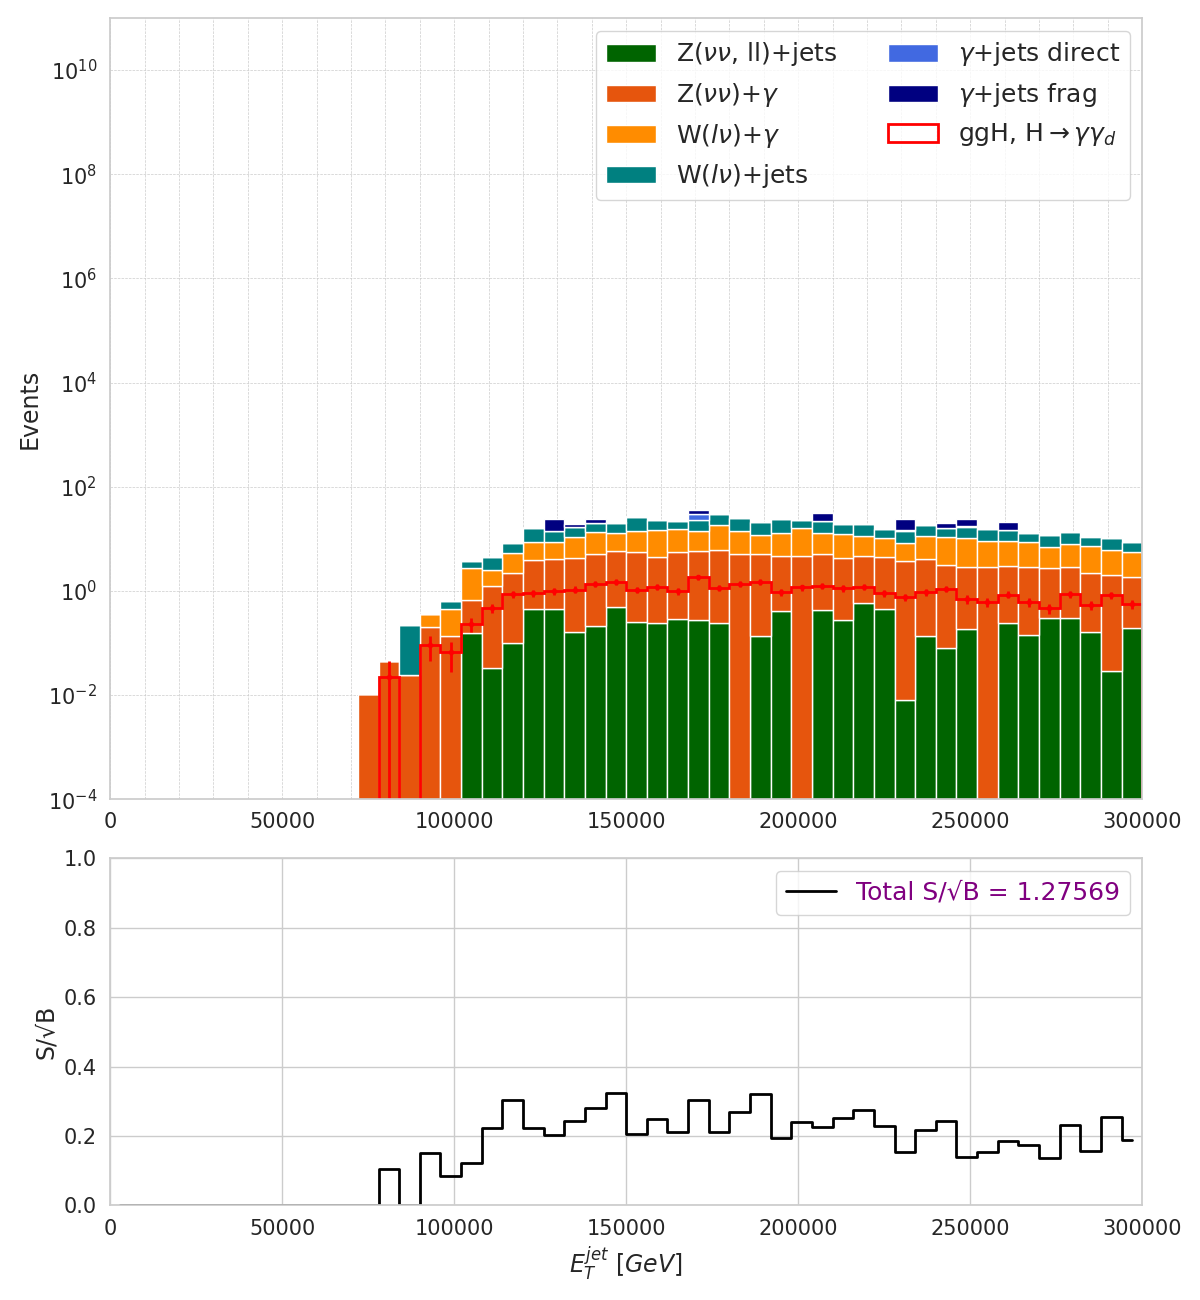 Z(νν, ll)+jets
Z(νν)+γ
W(lν)+γ
W(lν)+jets
γ+jets direct
γ+jets frag
ggH, H→γγ_d
Events
10^10
10^8
10^6
10^4
10^2
10^0
10^−2
10^−4
0 50000 100000 150000 200000 250000 300000
Total S/√B = 1.27569
S/√B
1.0
0.8
0.6
0.4
0.2
0.0
0 50000 100000 150000 200000 250000 300000
E_T^jet [GeV]